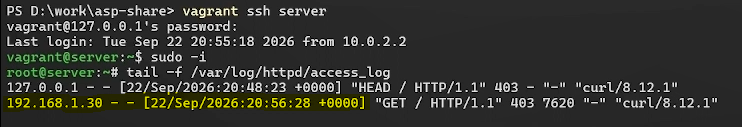 PS D:\work\asp-share> vagrant ssh server
vagrant@127.0.0.1's password:
Last login: Tue Sep 22 20:55:18 2026 from 10.0.2.2
vagrant@server:~$ sudo -i
root@server:~# tail -f /var/log/httpd/access_log
127.0.0.1 - - [22/Sep/2026:20:48:23 +0000] "HEAD / HTTP/1.1" 403 - "-" "curl/8.12.1"
192.168.1.30 - - [22/Sep/2026:20:56:28 +0000] "GET / HTTP/1.1" 403 7620 "-" "curl/8.12.1"